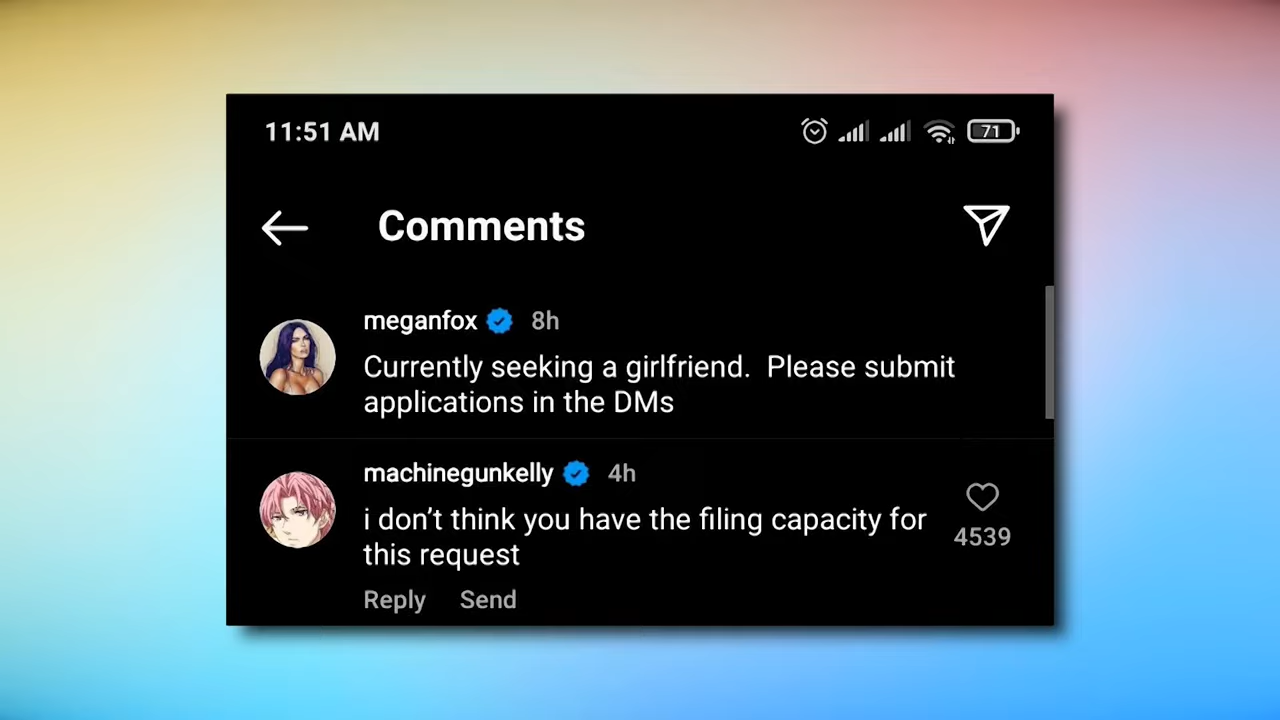 11:51 AM
71
Comments
meganfox 8h
Currently seeking a girlfriend.  Please submit
applications in the DMs
machinegunkelly 4h
i don’t think you have the filing capacity for
this request
4539
Reply Send